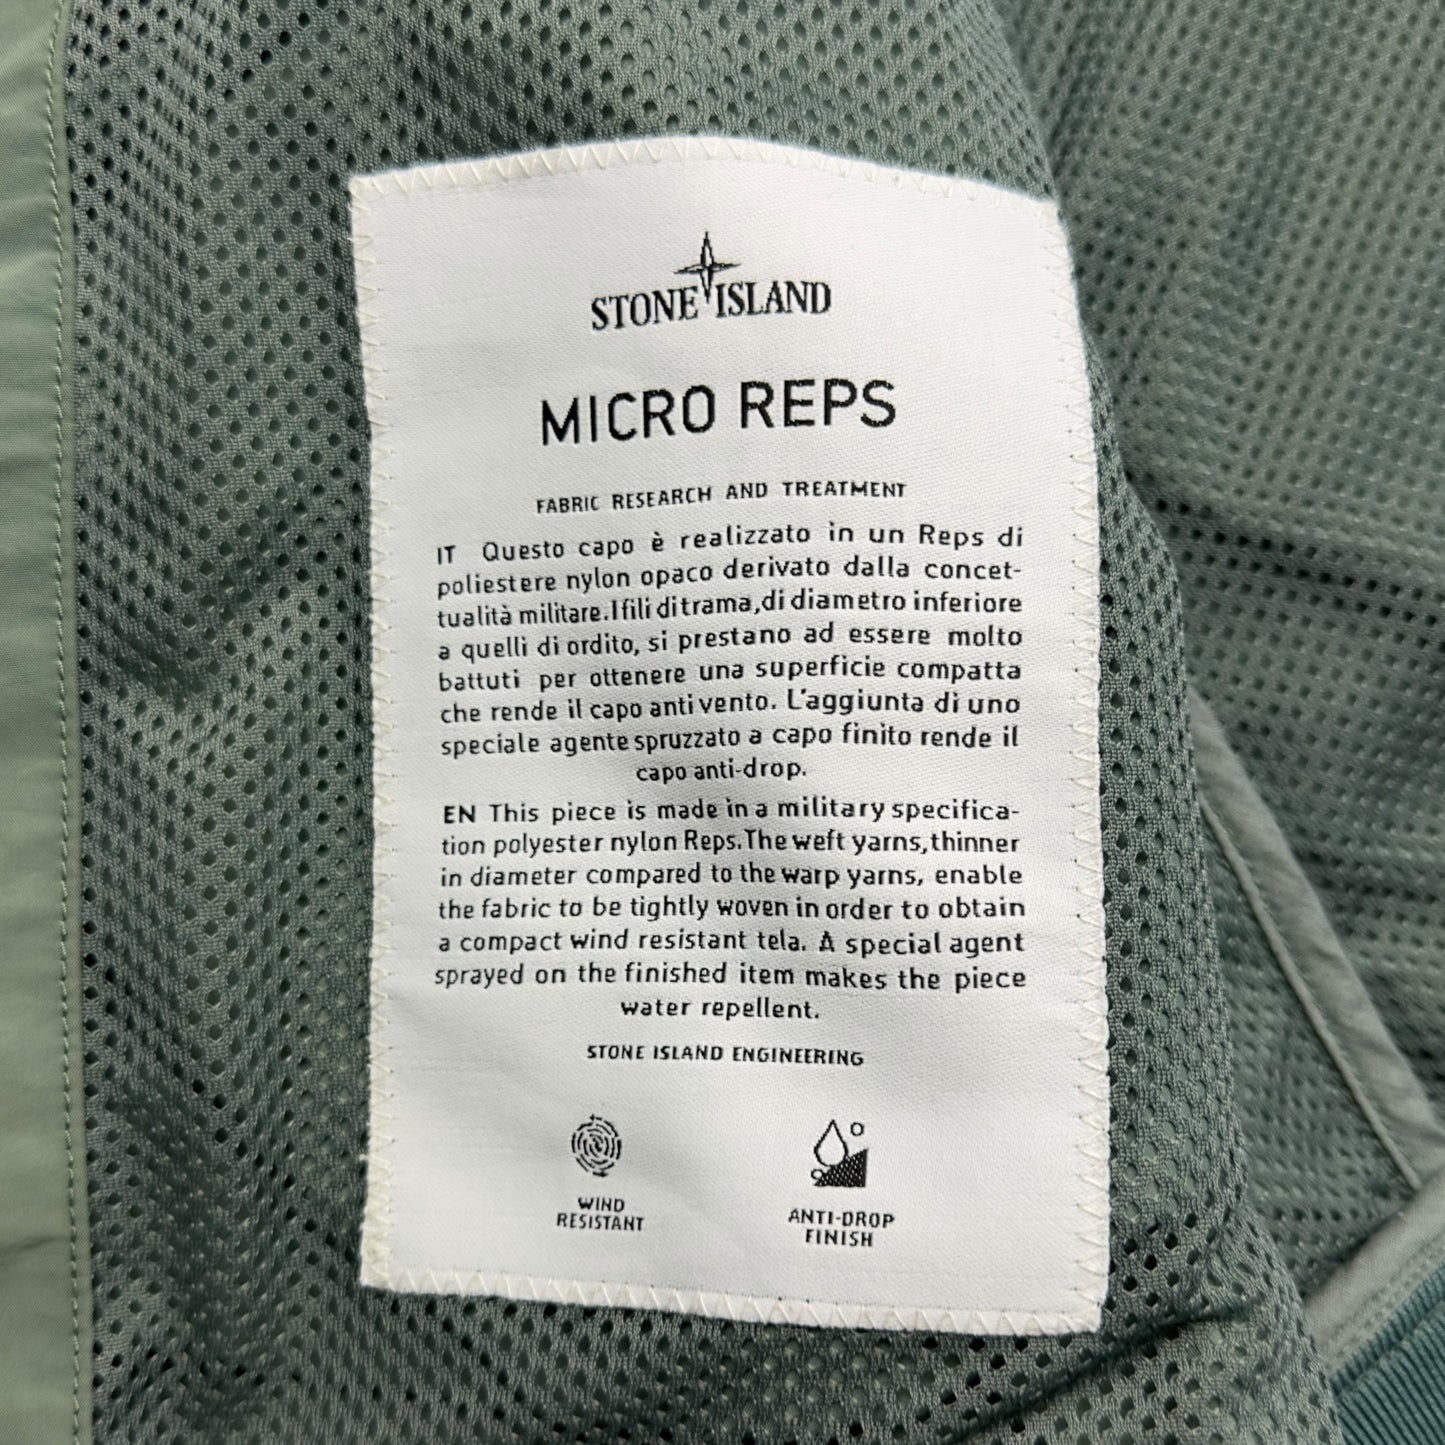 STONE ISLAND
MICRO REPS
FABRIC RESEARCH AND TREATMENT
IT Questo capo è realizzato in un Reps di
poliestere nylon opaco derivato dalla concet-
tualità militare. I fili di trama, di diametro inferiore
a quelli di ordito, si prestano ad essere molto
battuti per ottenere una superficie compatta
che rende il capo anti vento. L'aggiunta di uno
speciale agente spruzzato a capo finito rende il
capo anti-drop.
EN This piece is made in a military specifica-
tion polyester nylon Reps. The weft yarns, thinner
in diameter compared to the warp yarns, enable
the fabric to be tightly woven in order to obtain
a compact wind resistant tela. A special agent
sprayed on the finished item makes the piece
water repellent.
STONE ISLAND ENGINEERING
WIND
RESISTANT
ANTI-DROP
FINISH